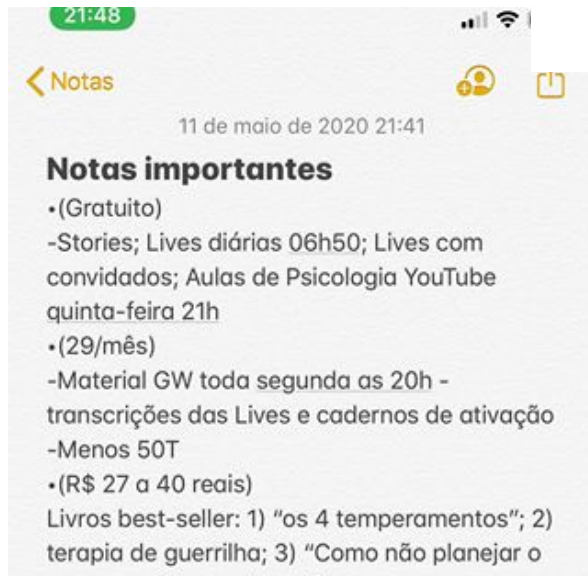 21:48
Notas
11 de maio de 2020 21:41
Notas importantes
•(Gratuito)
-Stories; Lives diárias 06h50; Lives com
convidados; Aulas de Psicologia YouTube
quinta-feira 21h
•(29/mês)
-Material GW toda segunda as 20h -
transcrições das Lives e cadernos de ativação
-Menos 50T
•(R$ 27 a 40 reais)
Livros best-seller: 1) “os 4 temperamentos”; 2)
terapia de guerrilha; 3) “Como não planejar o